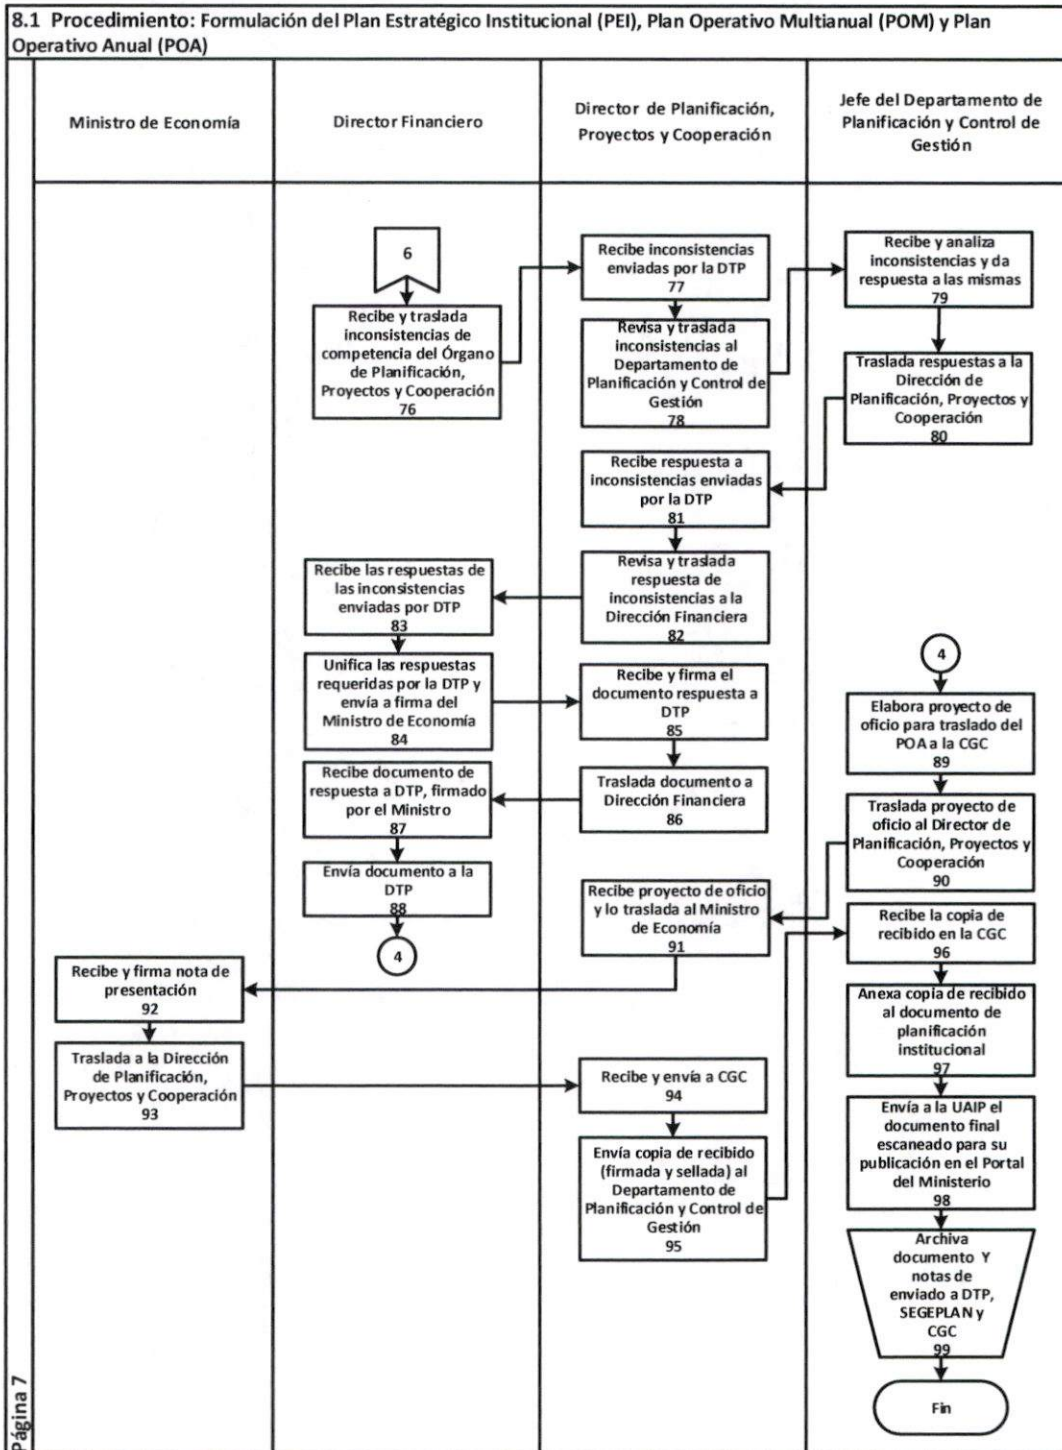 8.1 Procedimiento: Formulación del Plan Estratégico Institucional (PEI), Plan Operativo Multianual (POM) y Plan
Operativo Anual (POA)
Ministro de Economía
Director Financiero
Director de Planificación,
Proyectos y Cooperación
Jefe del Departamento de
Planificación y Control de
Gestión
6
Recibe y traslada
inconsistencias de
competencia del Órgano
de Planificación,
Proyectos y Cooperación
76
Recibe inconsistencias
enviadas por la DTP
77
Revisa y traslada
inconsistencias al
Departamento de
Planificación y Control de
Gestión
78
Recibe y analiza
inconsistencias y da
respuesta a las mismas
79
Traslada respuestas a la
Dirección de
Planificación, Proyectos y
Cooperación
80
Recibe respuesta a
inconsistencias enviadas
por la DTP
81
Revisa y traslada
respuesta de
inconsistencias a la
Dirección Financiera
82
Recibe las respuestas de
las inconsistencias
enviadas por DTP
83
Unifica las respuestas
requeridas por la DTP y
envía a firma del
Ministro de Economía
84
Recibe y firma el
documento respuesta a
DTP
85
Traslada documento a
Dirección Financiera
86
Recibe documento de
respuesta a DTP, firmado
por el Ministro
87
Envía documento a la
DTP
88
4
4
Elabora proyecto de
oficio para traslado del
POA a la CGC
89
Traslada proyecto de
oficio al Director de
Planificación, Proyectos y
Cooperación
90
Recibe proyecto de oficio
y lo traslada al Ministro
de Economía
91
Recibe y firma nota de
presentación
92
Traslada a la Dirección
de Planificación,
Proyectos y Cooperación
93
Recibe y envía a CGC
94
Envía copia de recibido
(firmada y sellada) al
Departamento de
Planificación y Control de
Gestión
95
Recibe la copia de
recibido en la CGC
96
Anexa copia de recibido
al documento de
planificación
institucional
97
Envía a la UAIP el
documento final
escaneado para su
publicación en el Portal
del Ministerio
98
Archiva
documento Y
notas de
enviado a DTP,
SEGEPLAN y
CGC
99
Fin
Página 7